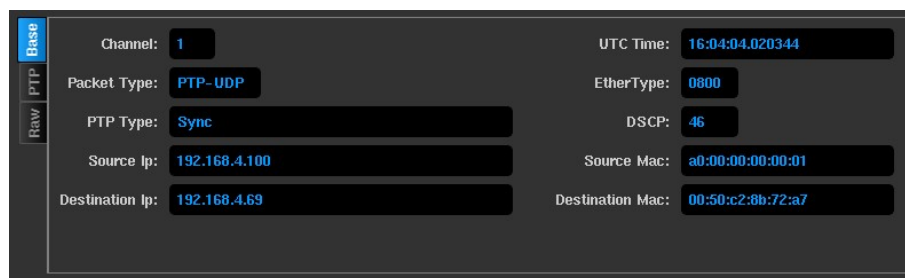 Base
PTP
Raw
Channel: 1 UTC Time: 16:04:04.020344
Packet Type: PTP-UDP EtherType: 0800
PTP Type: Sync DSCP: 46
Source Ip: 192.168.4.100 Source Mac: a0:00:00:00:00:01
Destination Ip: 192.168.4.69 Destination Mac: 00:50:c2:8b:72:a7